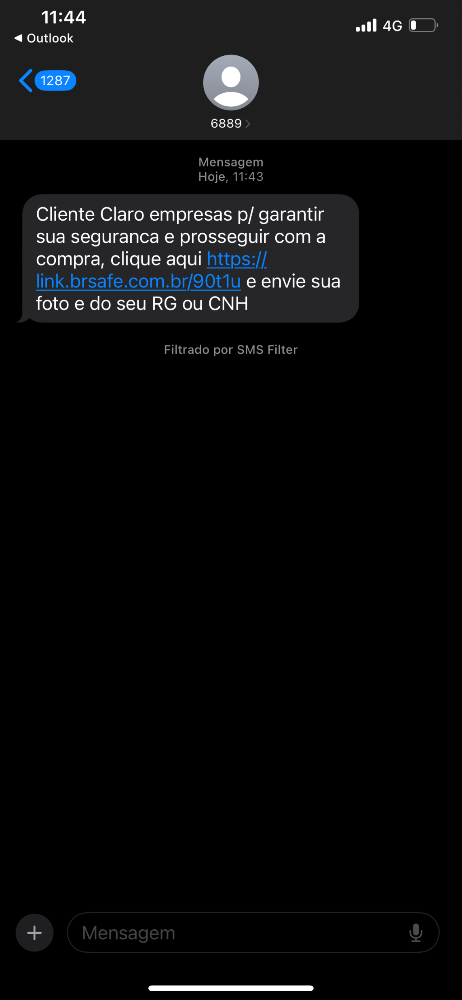 11:44
4G
◀ Outlook
1287
6889
Mensagem
Hoje, 11:43
Cliente Claro empresas p/ garantir
sua seguranca e prosseguir com a
compra, clique aqui https://
link.brsafe.com.br/90t1u e envie sua
foto e do seu RG ou CNH
Filtrado por SMS Filter
Mensagem